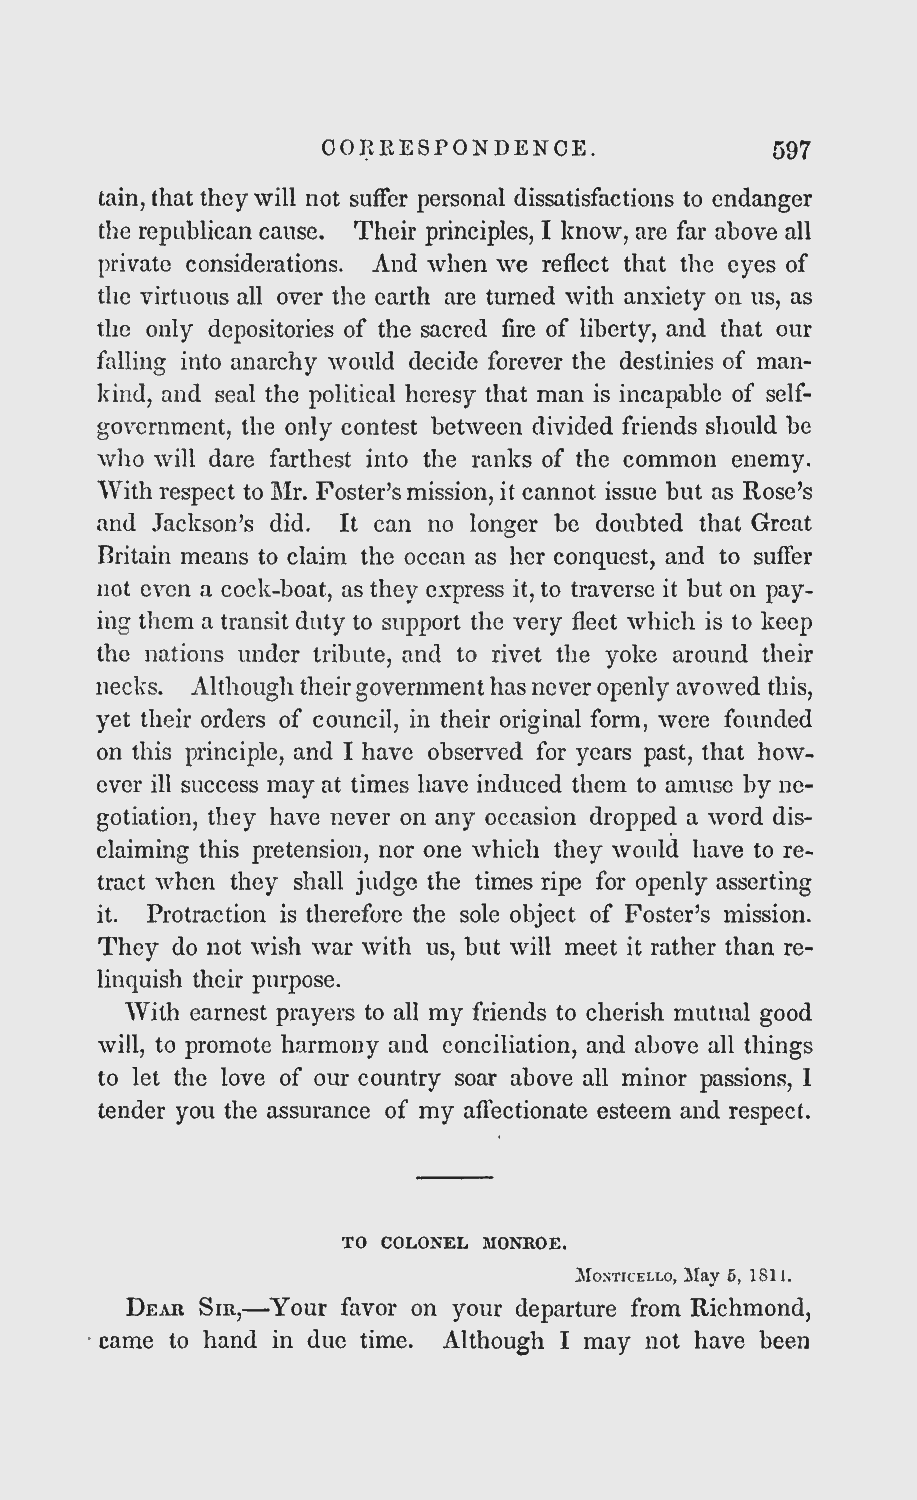 CORRESPONDENCE. 597
tain, that they will not suffer personal dissatisfactions to endanger
the republican cause. Their principles, I know, are far above all
private considerations. And when we reflect that the eyes of
the virtuous all over the earth are turned with anxiety on us, as
the only depositories of the sacred fire of liberty, and that our
falling into anarchy would decide forever the destinies of man-
kind, and seal the political heresy that man is incapable of self-
government, the only contest between divided friends should be
who will dare farthest into the ranks of the common enemy.
With respect to Mr. Foster's mission, it cannot issue but as Rose's
and Jackson's did. It can no longer be doubted that Great
Britain means to claim the ocean as her conquest, and to suffer
not even a cock-boat, as they express it, to traverse it but on pay-
ing them a transit duty to support the very fleet which is to keep
the nations under tribute, and to rivet the yoke around their
necks. Although their government has never openly avowed this,
yet their orders of council, in their original form, were founded
on this principle, and I have observed for years past, that how-
ever ill success may at times have induced them to amuse by ne-
gotiation, they have never on any occasion dropped a word dis-
claiming this pretension, nor one which they would have to re-
tract when they shall judge the times ripe for openly asserting
it. Protraction is therefore the sole object of Foster's mission.
They do not wish war with us, but will meet it rather than re-
linquish their purpose.
With earnest prayers to all my friends to cherish mutual good
will, to promote harmony and conciliation, and above all things
to let the love of our country soar above all minor passions, I
tender you the assurance of my affectionate esteem and respect.
TO COLONEL MONROE.
MONTICELLO, May 5, 1811.
DEAR SIR,—Your favor on your departure from Richmond,
came to hand in due time. Although I may not have been